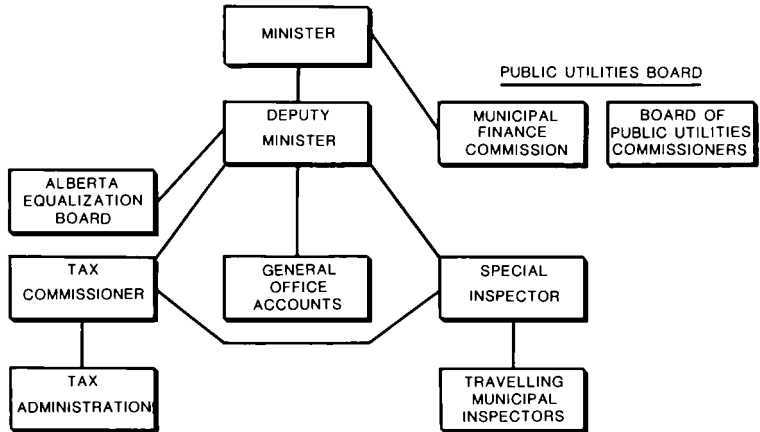 MINISTER
PUBLIC UTILITIES BOARD
DEPUTY
MINISTER
MUNICIPAL
FINANCE
COMMISSION
BOARD OF
PUBLIC UTILITIES
COMMISSIONERS
ALBERTA
EQUALIZATION
BOARD
TAX
COMMISSIONER
GENERAL
OFFICE
ACCOUNTS
SPECIAL
INSPECTOR
TAX
ADMINISTRATION
TRAVELLING
MUNICIPAL
INSPECTORS